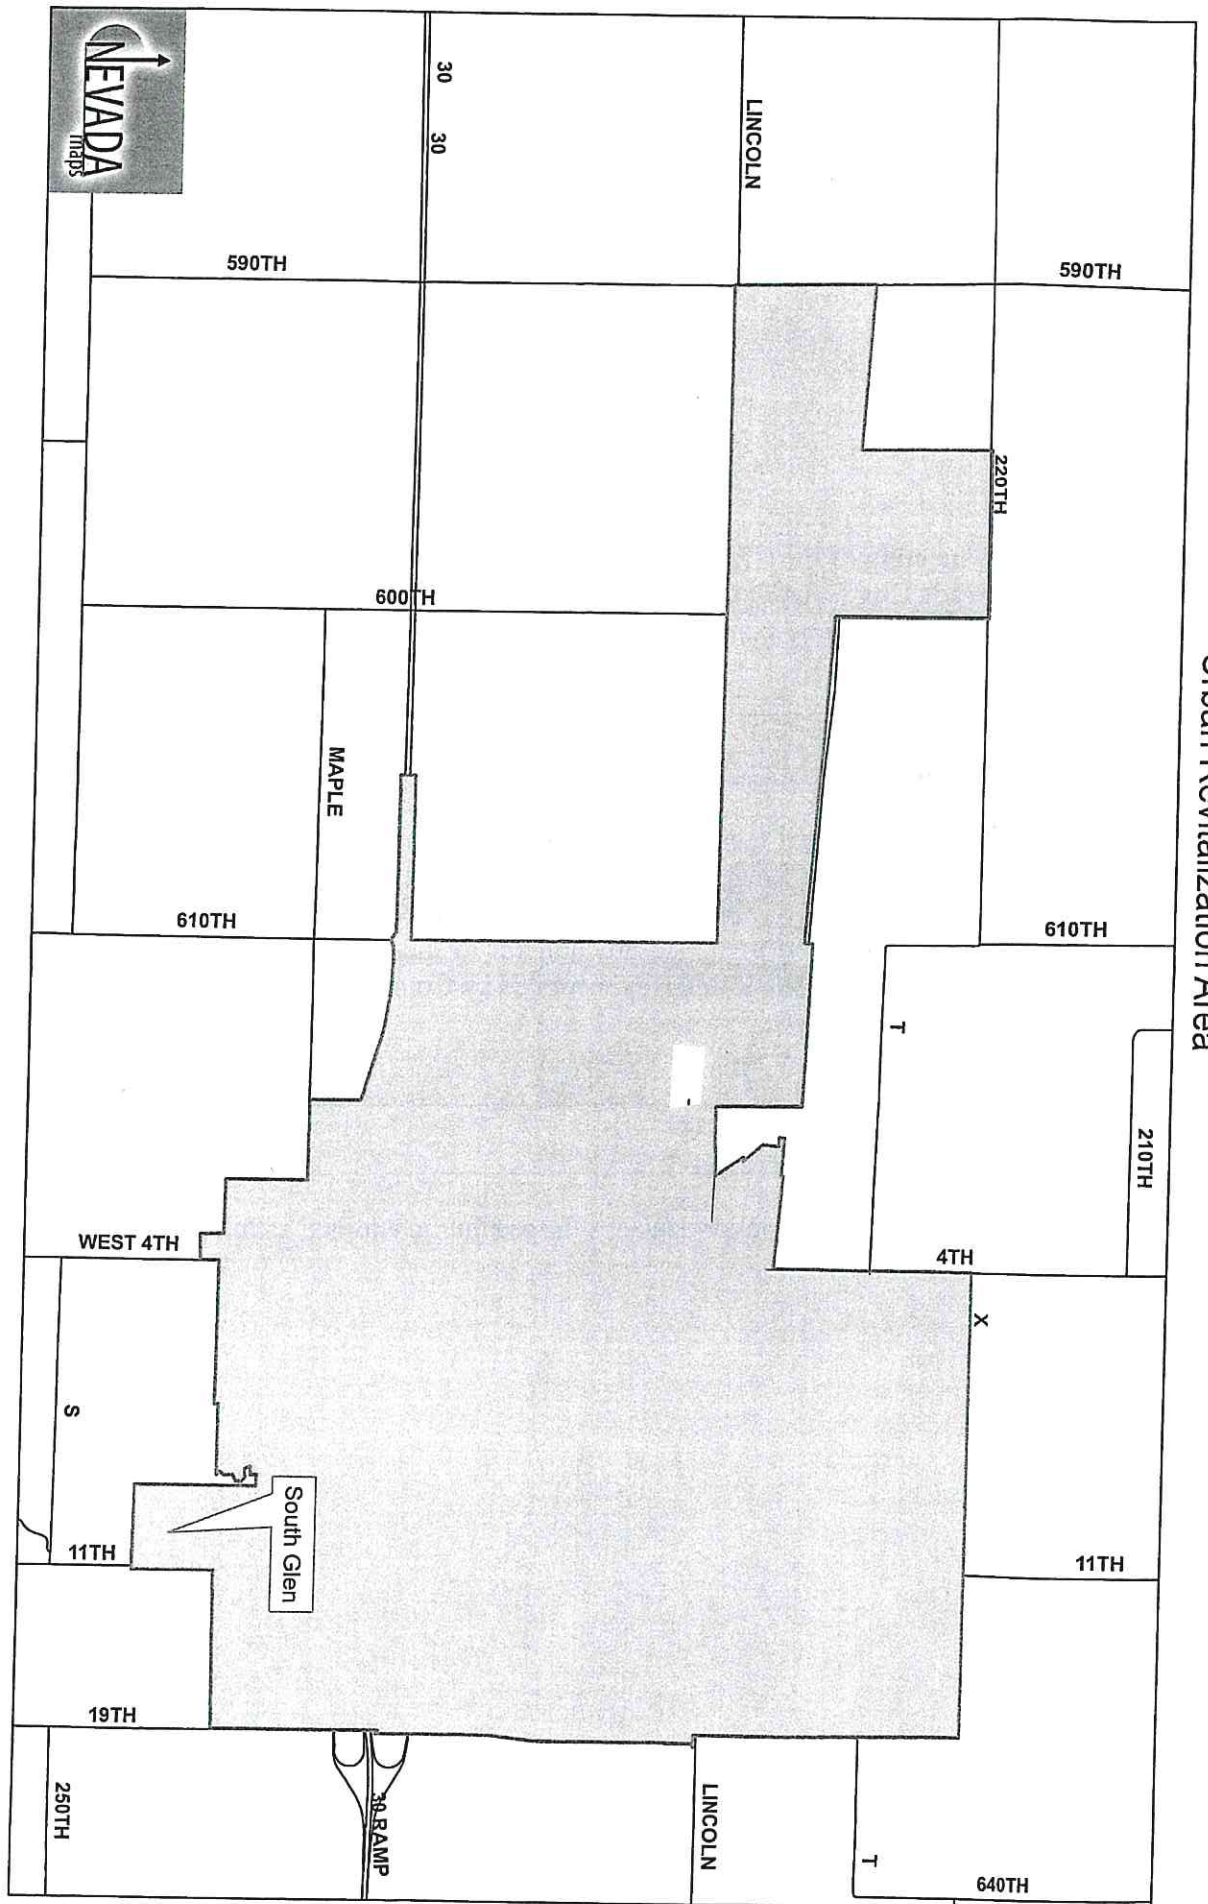 Urban Revitalization Area
210TH
590TH
610TH
11TH
220TH
X
4TH
640TH
T
T
LINCOLN
LINCOLN
30
30
600TH
30 RAMP
MAPLE
South Glen
590TH
610TH
WEST 4TH
11TH
19TH
S
250TH
NEVADA
maps